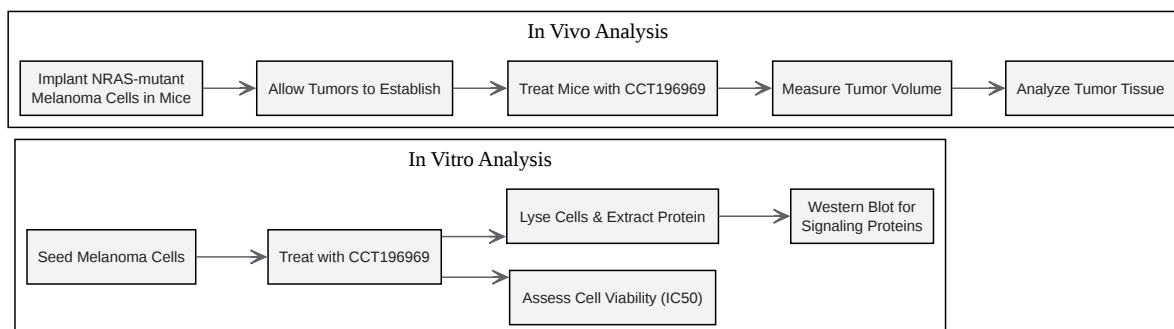 In Vivo Analysis
Implant NRAS-mutant
Melanoma Cells in Mice
Allow Tumors to Establish
Treat Mice with CCT196969
Measure Tumor Volume
Analyze Tumor Tissue
In Vitro Analysis
Seed Melanoma Cells
Treat with CCT196969
Lyse Cells & Extract Protein
Western Blot for
Signaling Proteins
Assess Cell Viability (IC50)